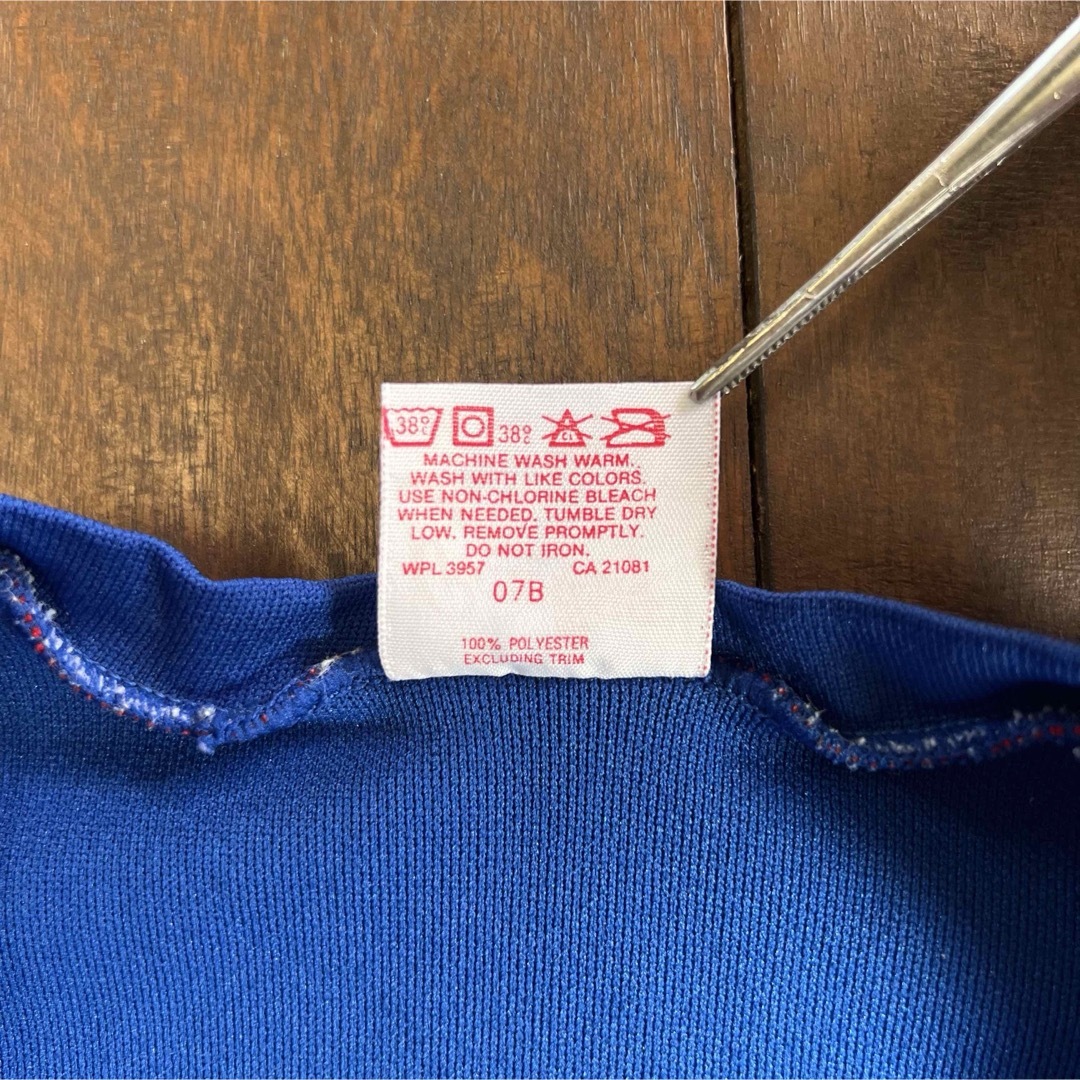 38°C 38°C CL
MACHINE WASH WARM.
WASH WITH LIKE COLORS.
USE NON-CHLORINE BLEACH
WHEN NEEDED. TUMBLE DRY
LOW. REMOVE PROMPTLY.
DO NOT IRON.
WPL 3957 CA 21081
07B
100% POLYESTER
EXCLUDING TRIM